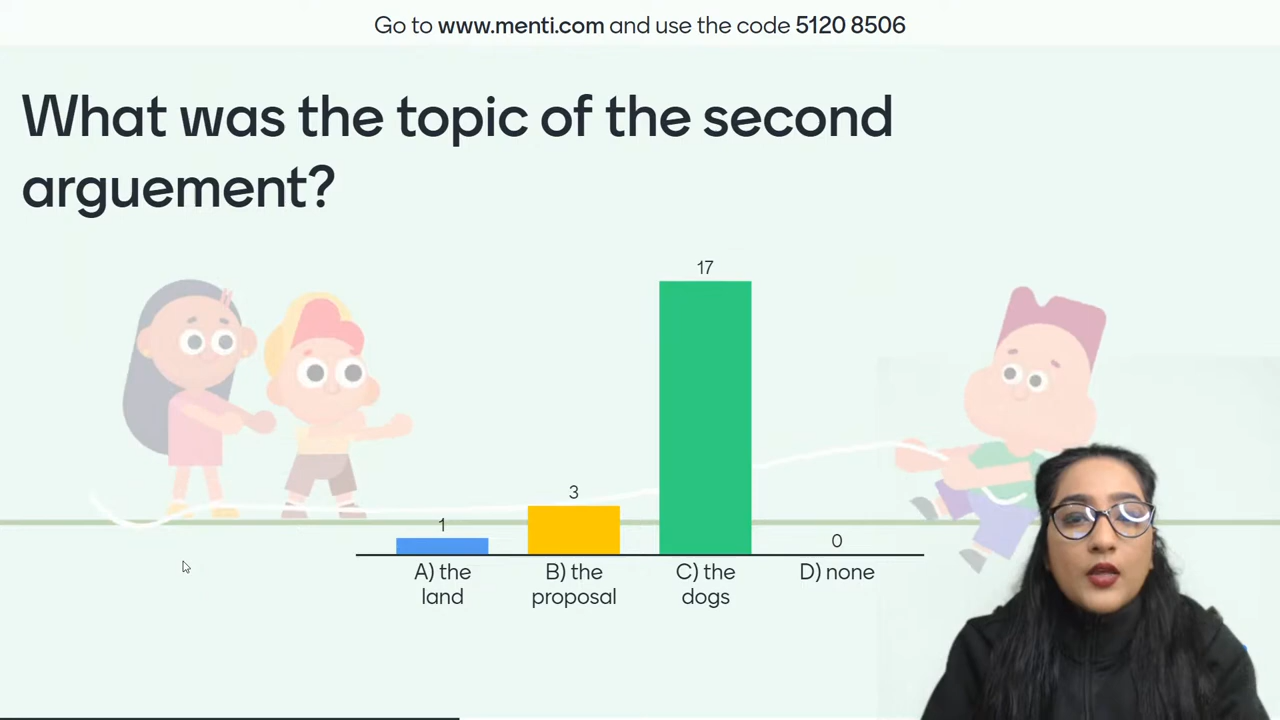 Go to www.menti.com and use the code 5120 8506
What was the topic of the second
arguement?
17
3
1
0
A) the
land
B) the
proposal
C) the
dogs
D) none